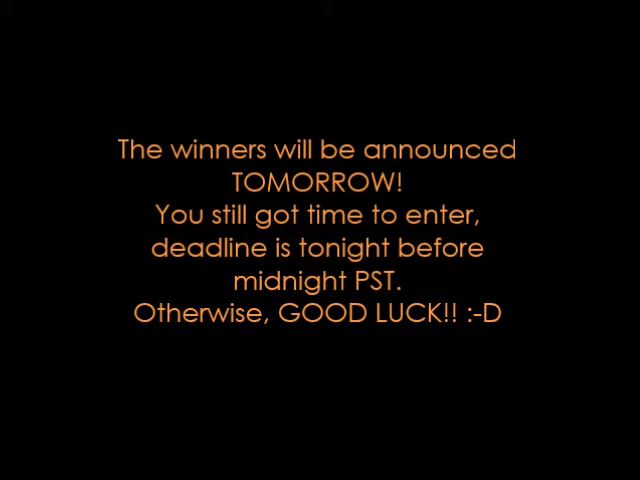 The winners will be announced
TOMORROW!
You still got time to enter,
deadline is tonight before
midnight PST.
Otherwise, GOOD LUCK!! :-D